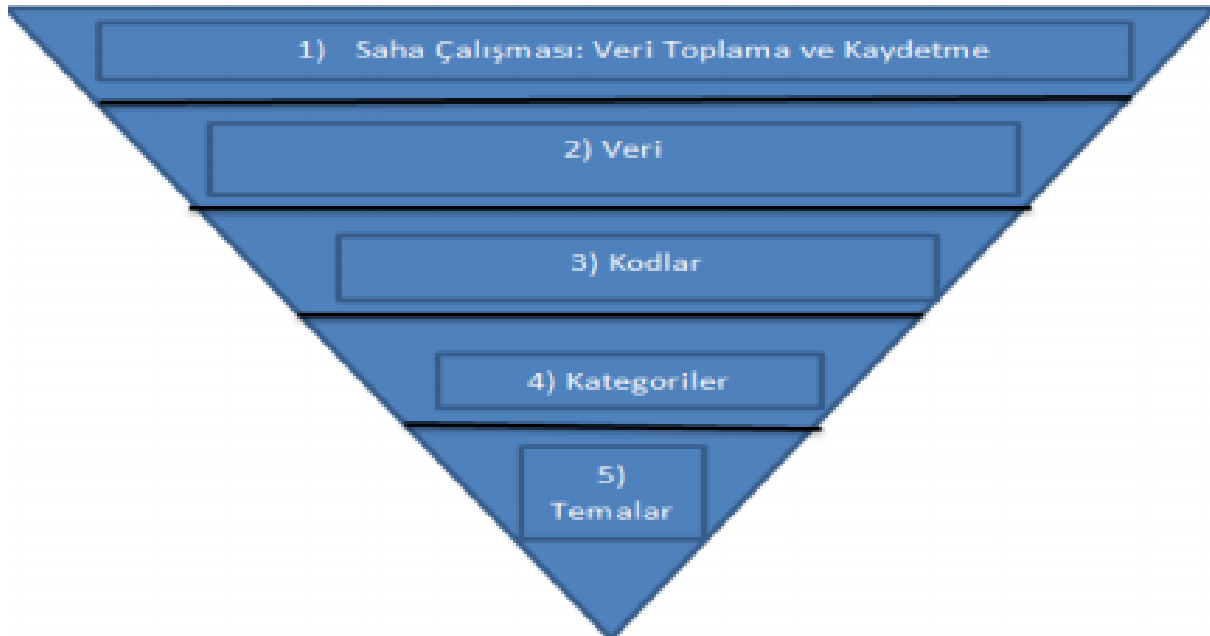 1) Saha Çalışması: Veri Toplama ve Kaydetme
2) Veri
3) Kodlar
4) Kategoriler
5)
Temalar